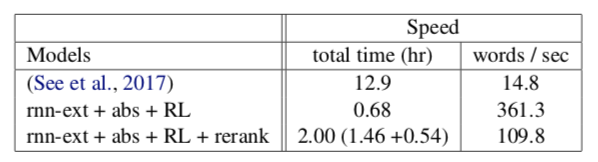 Speed
Models total time (hr) words / sec
(See et al., 2017) 12.9 14.8
rnn-ext + abs + RL 0.68 361.3
rnn-ext + abs + RL + rerank 2.00 (1.46 +0.54) 109.8